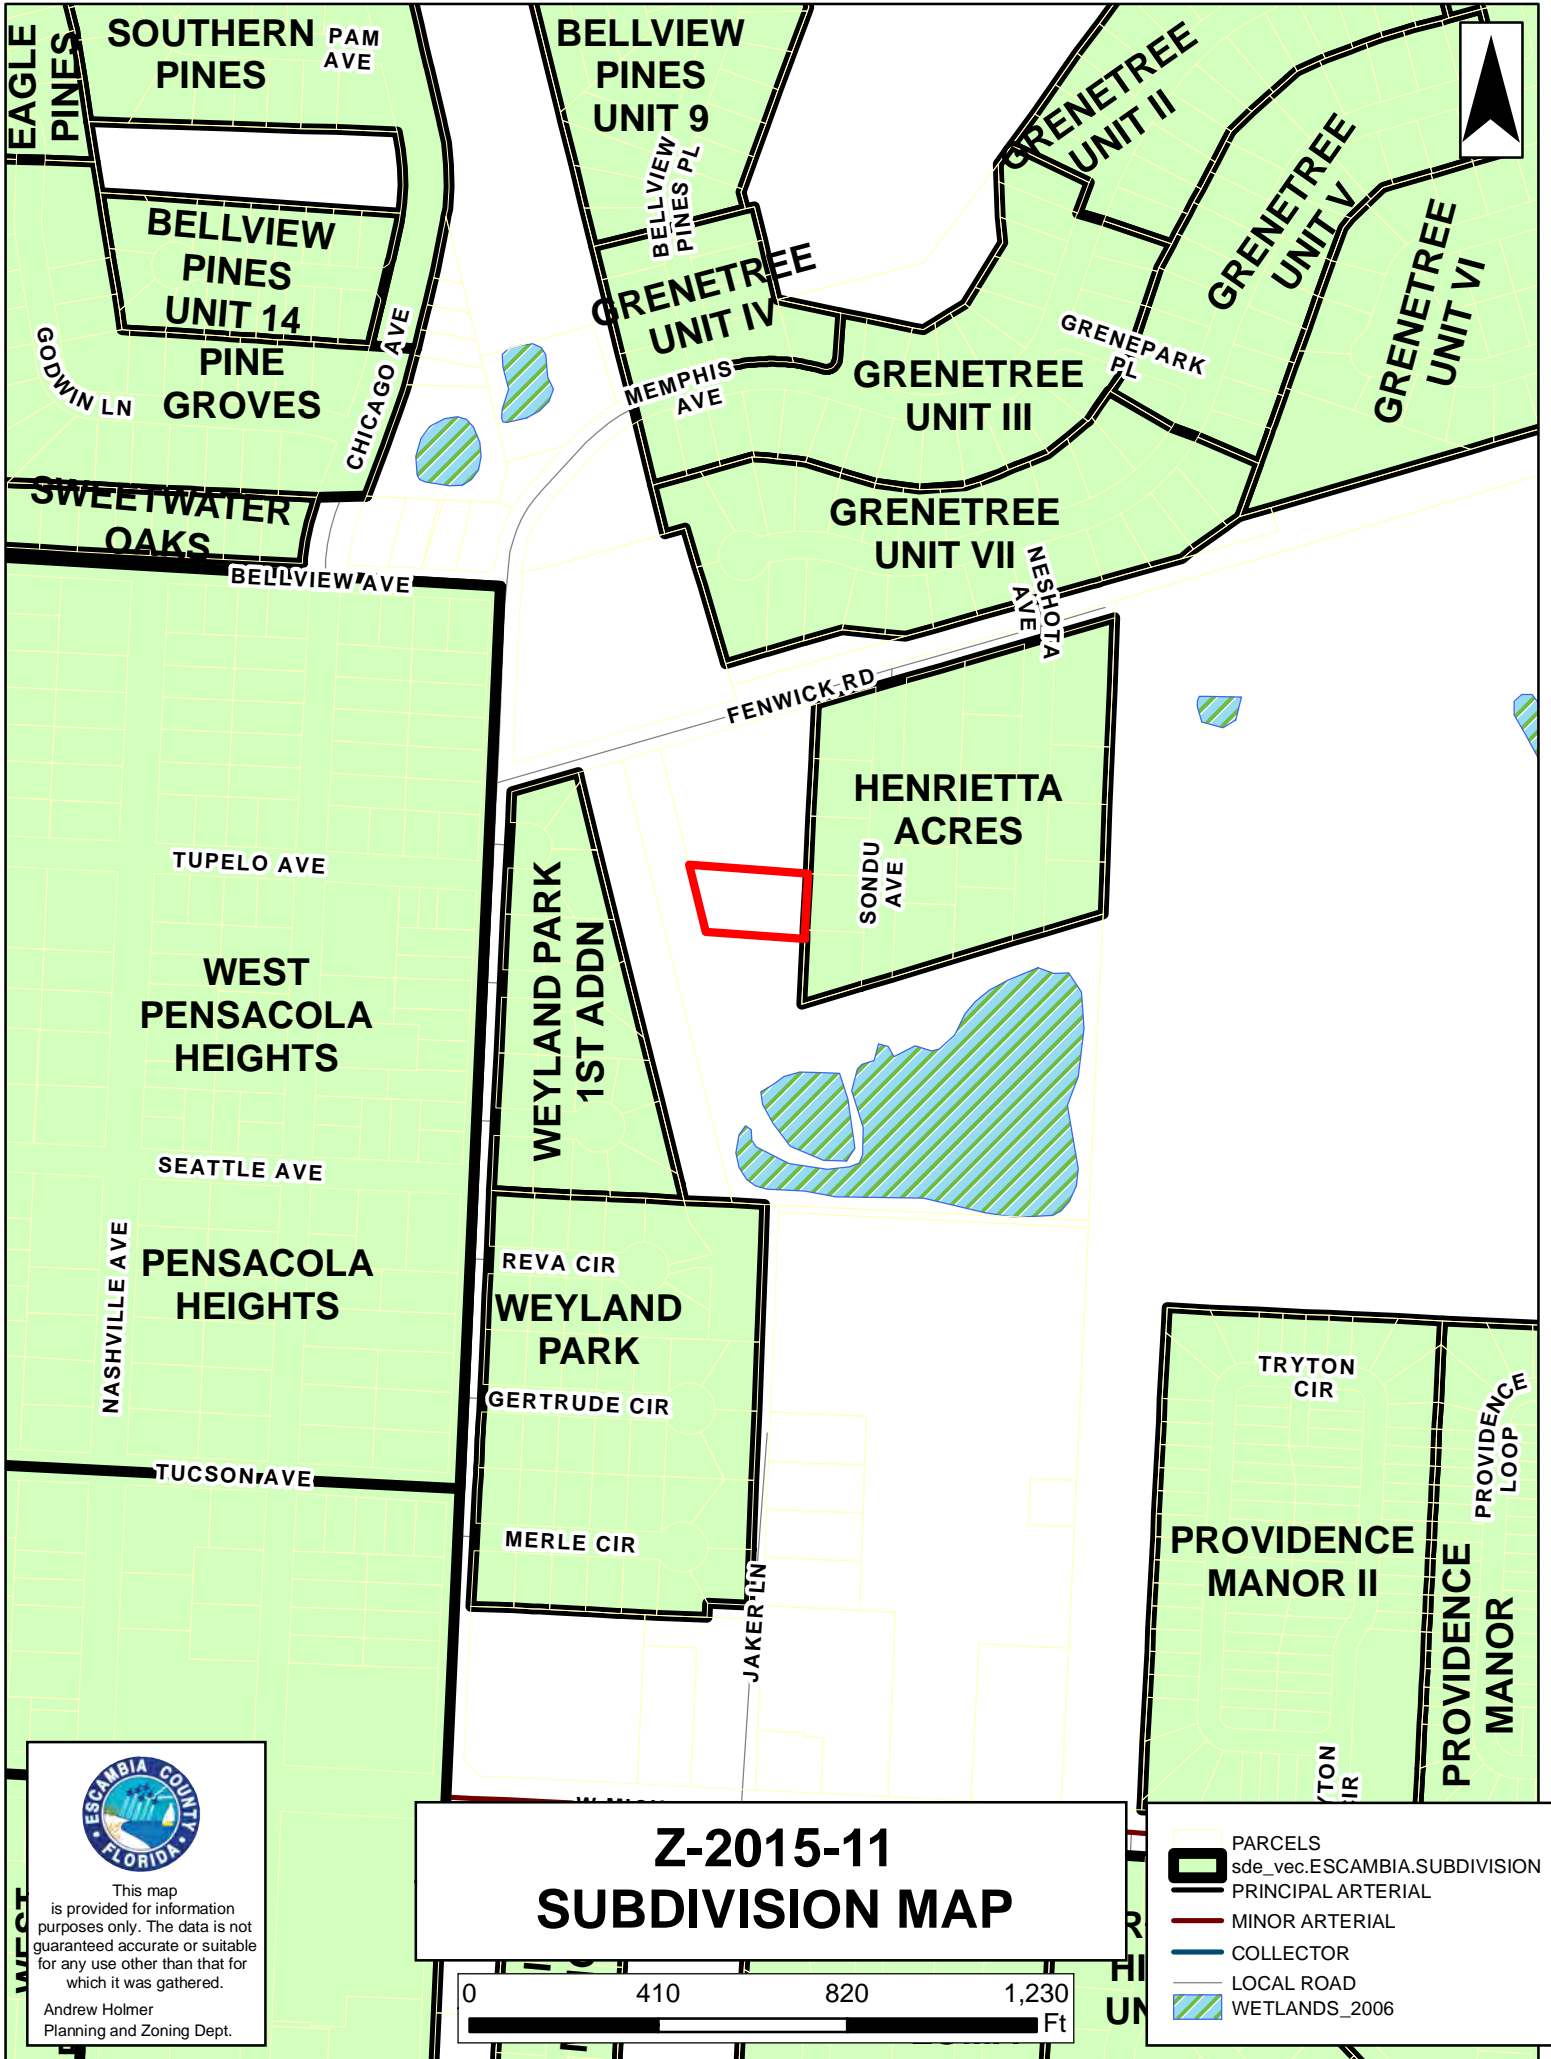 EAGLE
PINES
SOUTHERN
PINES
PAM
AVE
BELLVIEW
PINES
UNIT 9
BELLVIEW
PINES PL
GRENETREE
UNIT II
GRENETREE
UNIT V
GRENETREE
UNIT VI
BELLVIEW
PINES
UNIT 14
GRENETREE
UNIT IV
GODWIN LN
PINE
GROVES
CHICAGO AVE
MEMPHIS
AVE
GRENEPARK
PL
GRENETREE
UNIT III
SWEETWATER
OAKS
GRENETREE
UNIT VII
BELLVIEW AVE
NESHOTA
AVE
FENWICK RD
HENRIETTA
ACRES
SONDU
AVE
TUPELO AVE
WEYLAND PARK
1ST ADDN
WEST
PENSACOLA
HEIGHTS
SEATTLE AVE
NASHVILLE AVE
PENSACOLA
HEIGHTS
REVA CIR
WEYLAND
PARK
GERTRUDE CIR
TUCSON AVE
MERLE CIR
JAKER LN
TRYTON
CIR
PROVIDENCE
LOOP
PROVIDENCE
MANOR II
PROVIDENCE
MANOR
ESCAMBIA COUNTY
FLORIDA
This map
is provided for information
purposes only. The data is not
guaranteed accurate or suitable
for any use other than that for
which it was gathered.
Andrew Holmer
Planning and Zoning Dept.
WEST
Z-2015-11
SUBDIVISION MAP
0 410 820 1,230
Ft
PARCELS
sde_vec.ESCAMBIA.SUBDIVISION
PRINCIPAL ARTERIAL
MINOR ARTERIAL
COLLECTOR
LOCAL ROAD
WETLANDS_2006